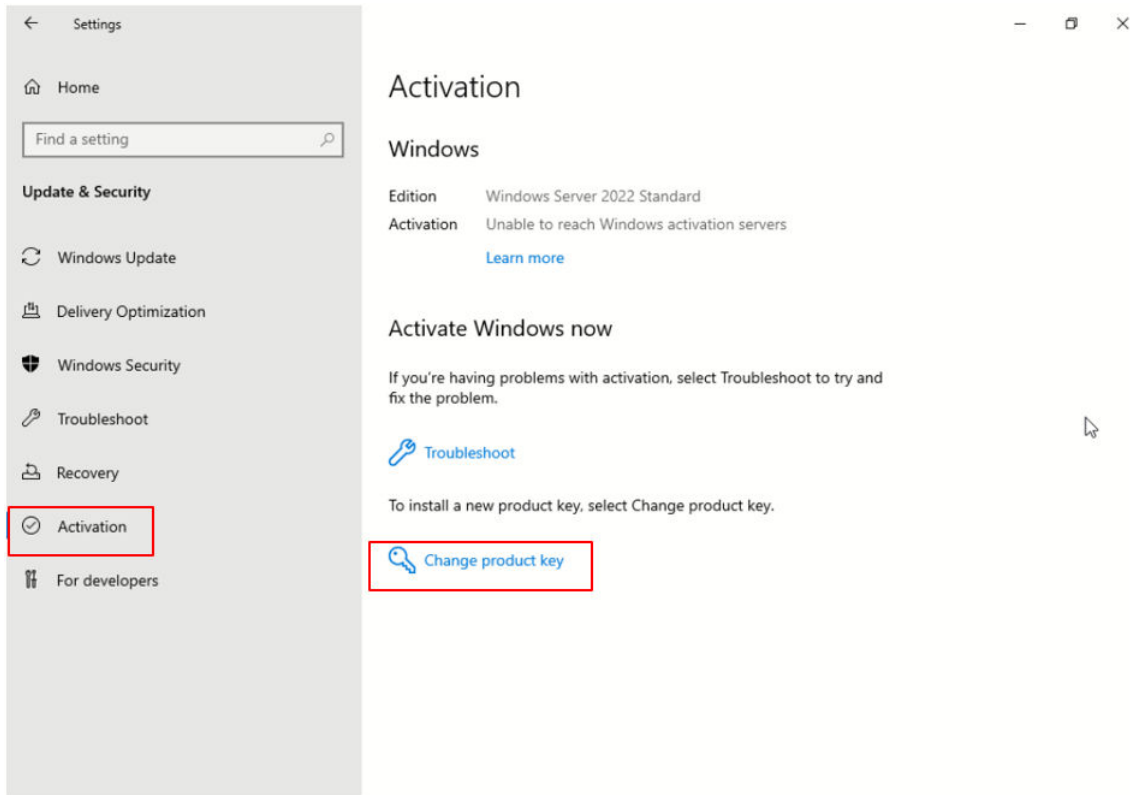 Settings
Home
Find a setting
Update & Security
Windows Update
Delivery Optimization
Windows Security
Troubleshoot
Recovery
Activation
For developers
Activation
Windows
Edition Windows Server 2022 Standard
Activation Unable to reach Windows activation servers
Learn more
Activate Windows now
If you're having problems with activation, select Troubleshoot to try and
fix the problem.
Troubleshoot
To install a new product key, select Change product key.
Change product key